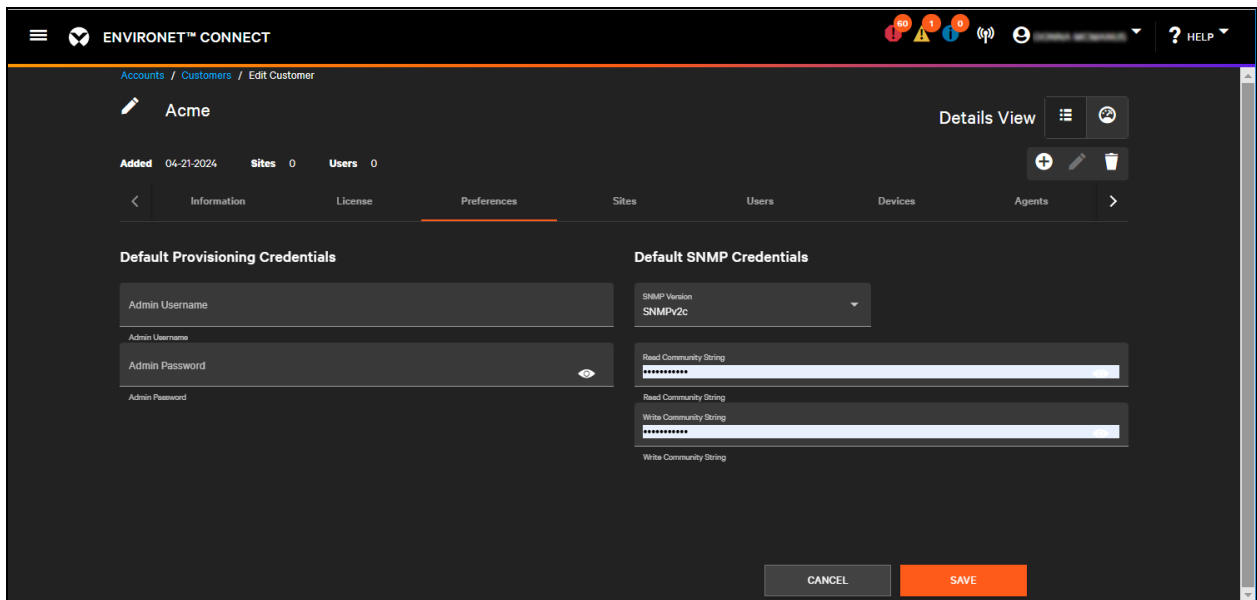 ENVIRONET™ CONNECT
60
1
0
? HELP
Accounts / Customers / Edit Customer
Acme
Details View
Added 04-21-2024 Sites 0 Users 0
Information License Preferences Sites Users Devices Agents
Default Provisioning Credentials
Admin Username
Admin Username
Admin Password
Admin Password
Default SNMP Credentials
SNMP Version
SNMPv2c
Read Community String
•••••••••••
Read Community String
Write Community String
•••••••••••
Write Community String
CANCEL SAVE